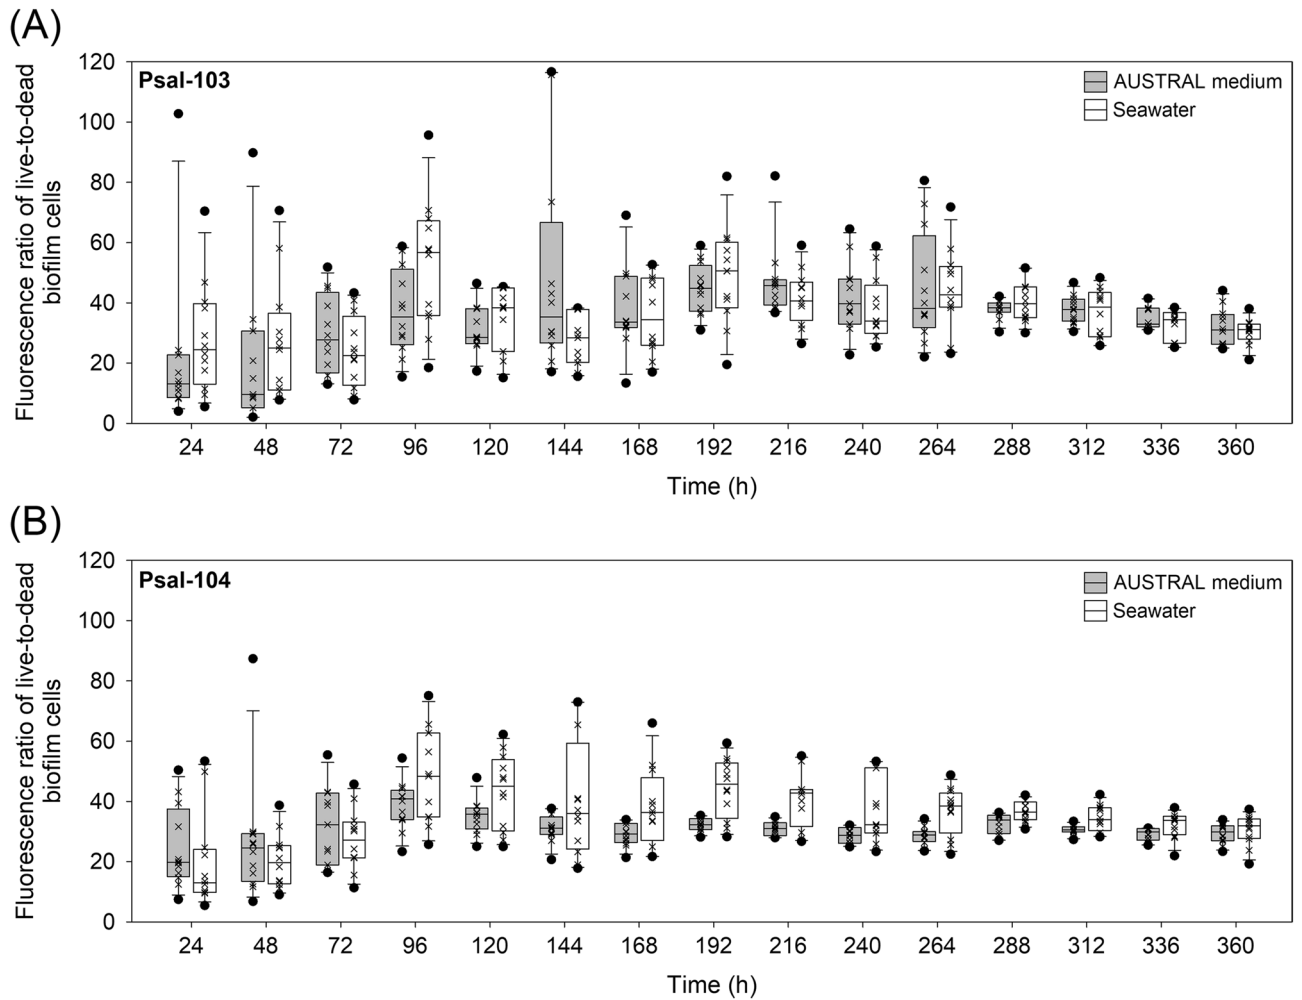 (A)
Psal-103
AUSTRAL medium
Seawater
Fluorescence ratio of live-to-dead
biofilm cells
120
100
80
60
40
20
0
24 48 72 96 120 144 168 192 216 240 264 288 312 336 360
Time (h)
(B)
Psal-104
AUSTRAL medium
Seawater
Fluorescence ratio of live-to-dead
biofilm cells
120
100
80
60
40
20
0
24 48 72 96 120 144 168 192 216 240 264 288 312 336 360
Time (h)